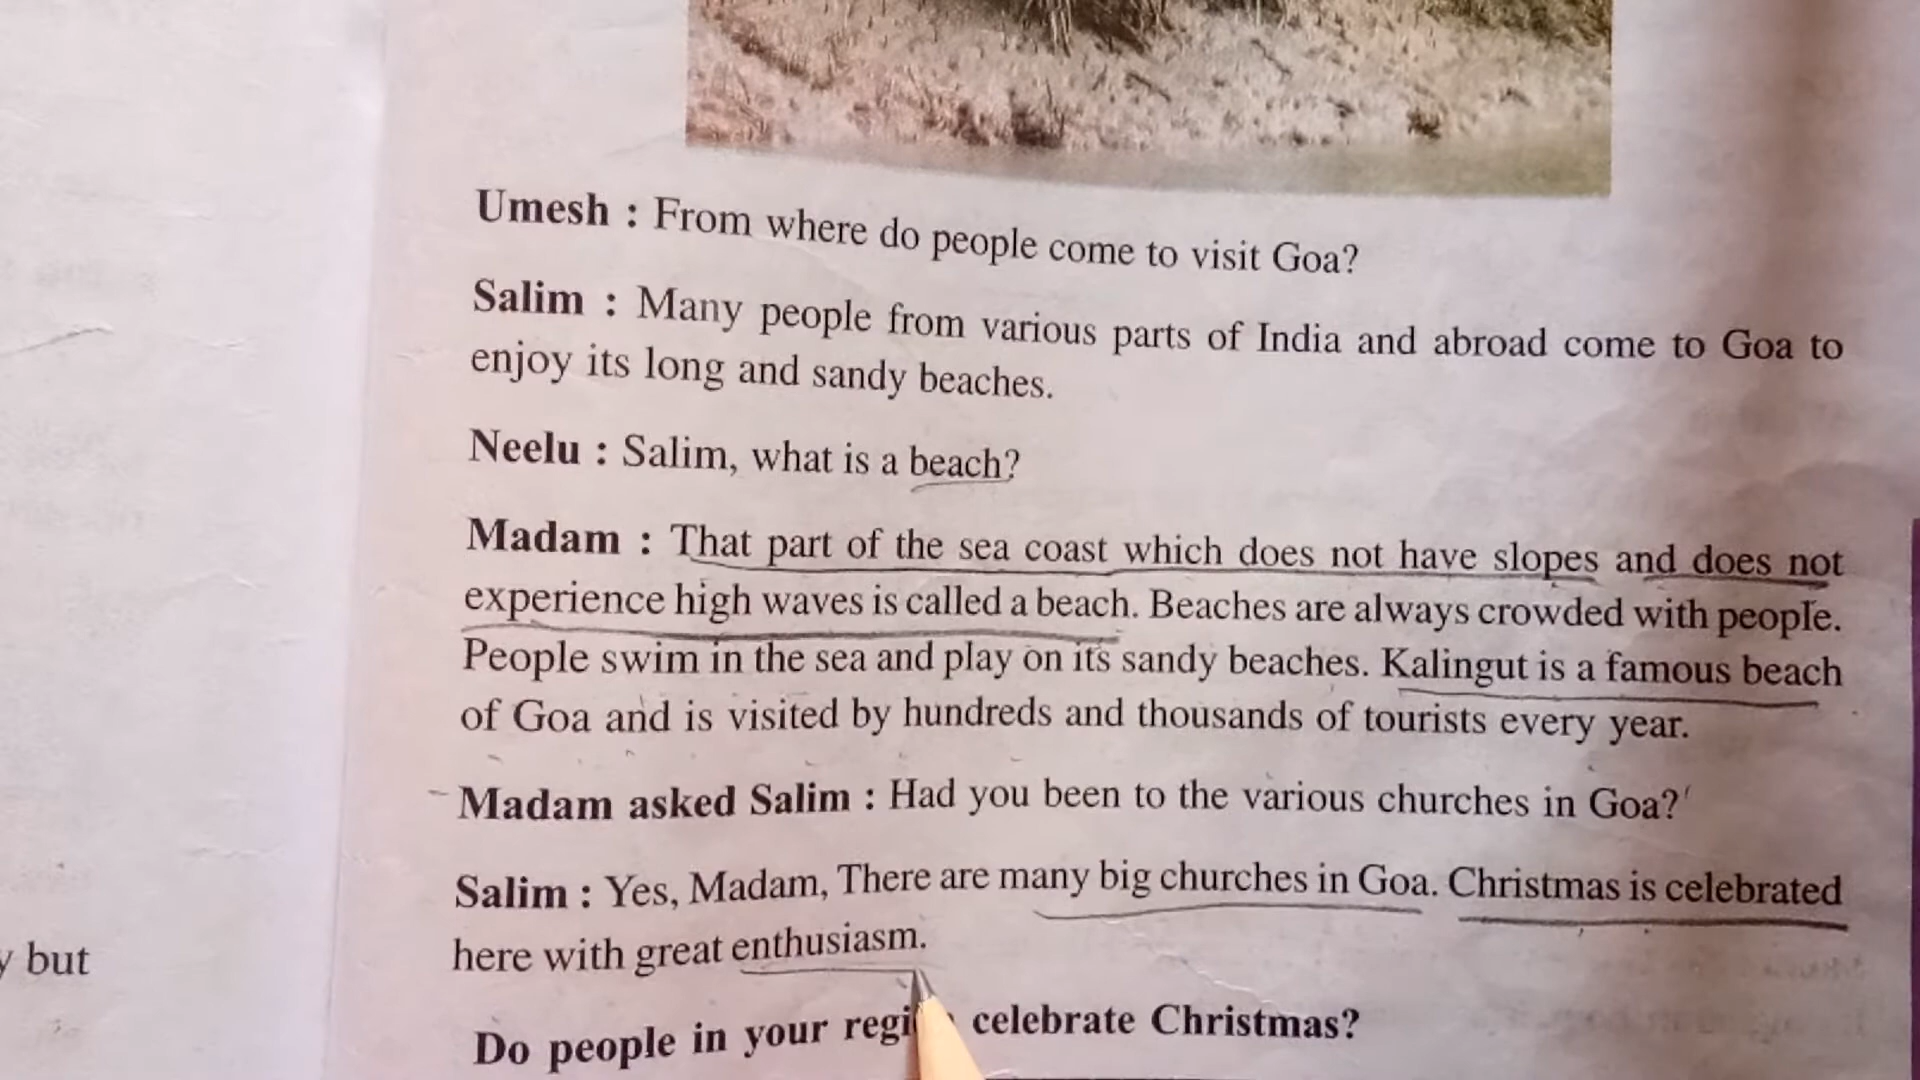 Umesh : From where do people come to visit Goa?
Salim : Many people from various parts of India and abroad come to Goa to
enjoy its long and sandy beaches.
Neelu : Salim, what is a beach?
Madam : That part of the sea coast which does not have slopes and does not
experience high waves is called a beach. Beaches are always crowded with people.
People swim in the sea and play on its sandy beaches. Kalingut is a famous beach
of Goa and is visited by hundreds and thousands of tourists every year.
Madam asked Salim : Had you been to the various churches in Goa?
Salim : Yes, Madam, There are many big churches in Goa. Christmas is celebrated
here with great enthusiasm.
but
Do people in your celebrate Christmas?